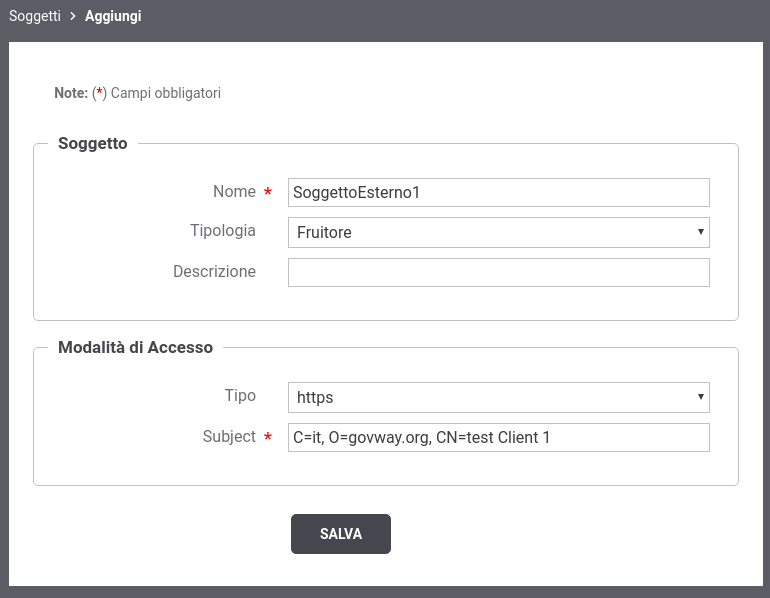 Soggetti > Aggiungi
Note: (*) Campi obbligatori
Soggetto
Nome * SoggettoEsterno1
Tipologia Fruitore
Descrizione
Modalità di Accesso
Tipo https
Subject * C=it, O=govway.org, CN=test Client 1
SALVA